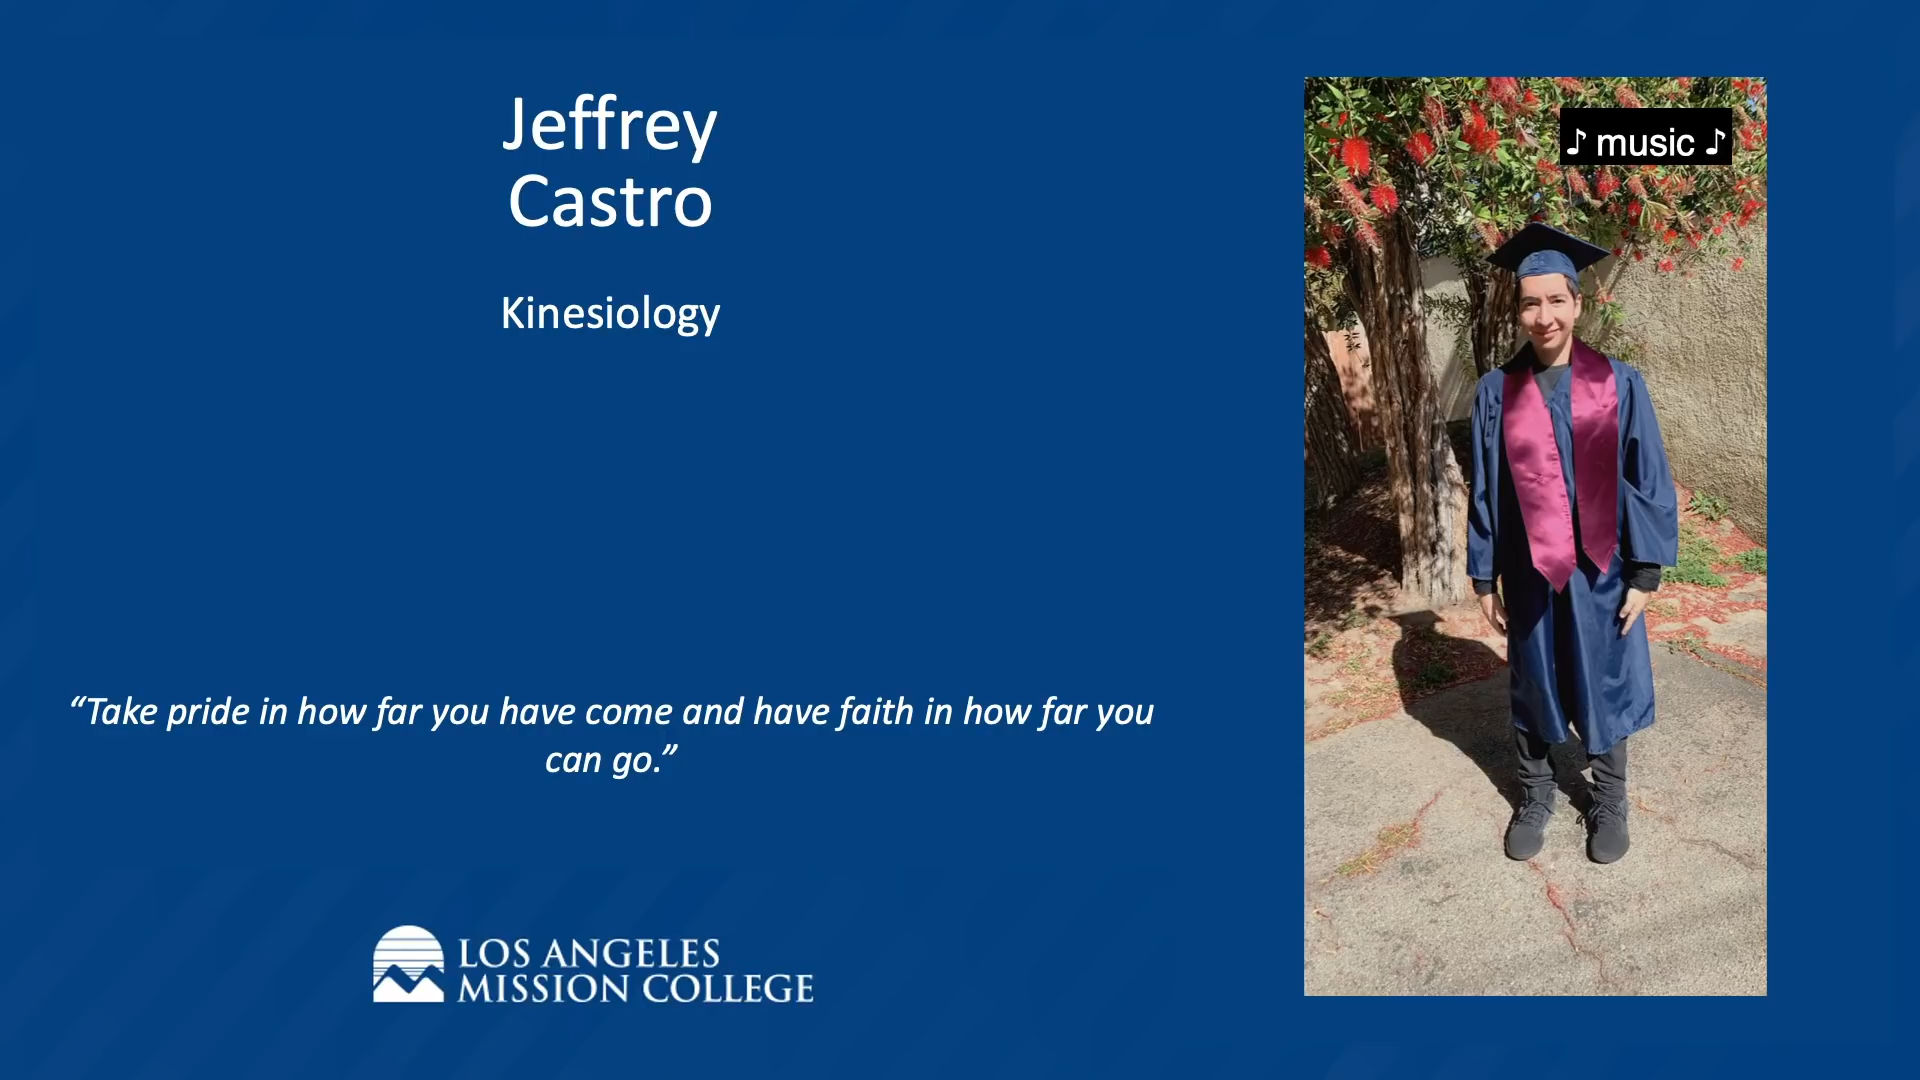 Jeffrey
Castro
Kinesiology
“Take pride in how far you have come and have faith in how far you
can go.”
LOS ANGELES
MISSION COLLEGE
♪ music ♪